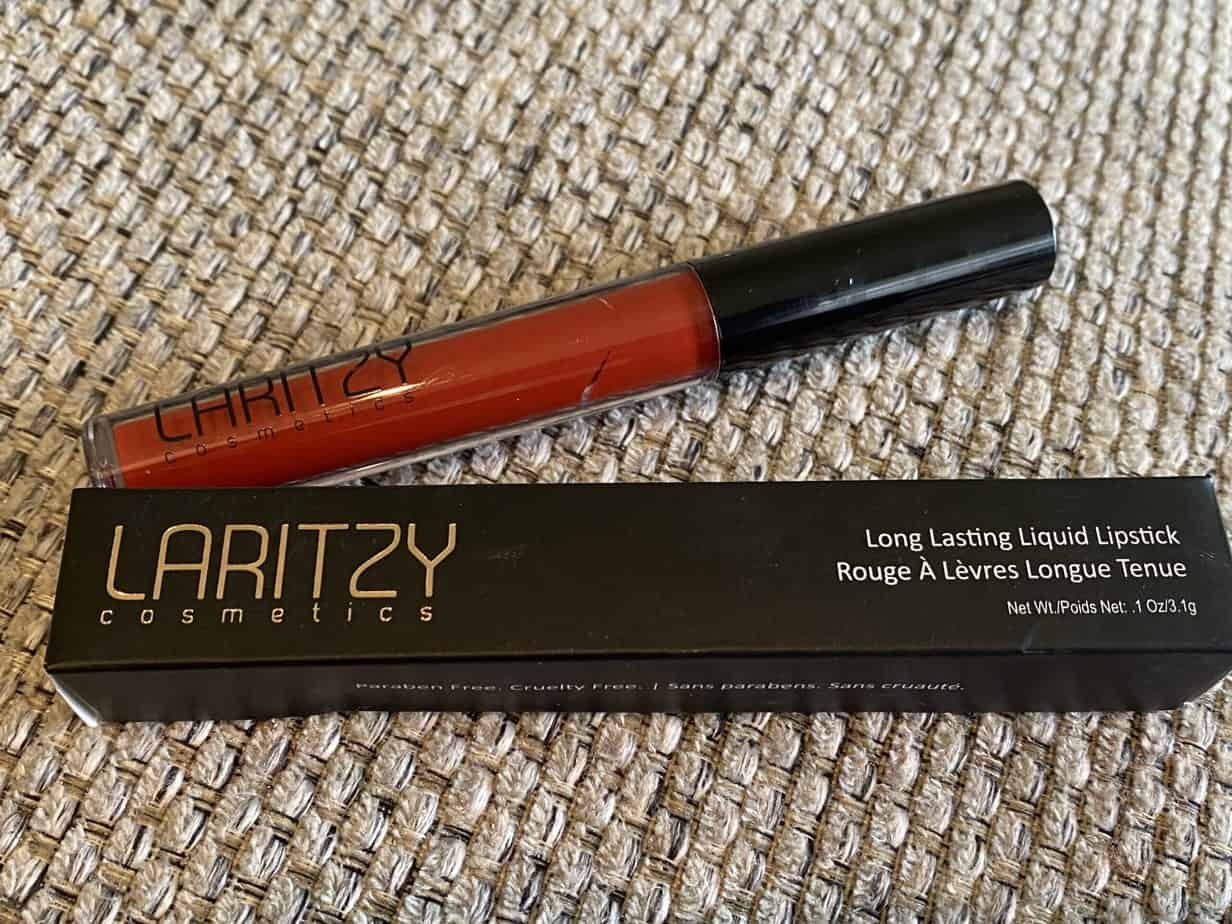 LARITZY
cosmetics
LARITZY
cosmetics
Long Lasting Liquid Lipstick
Rouge À Lèvres Longue Tenue
Net Wt./Poids Net: .1 Oz/3.1g
Paraben Free. Cruelty Free. | Sans parabens. Sans cruauté.